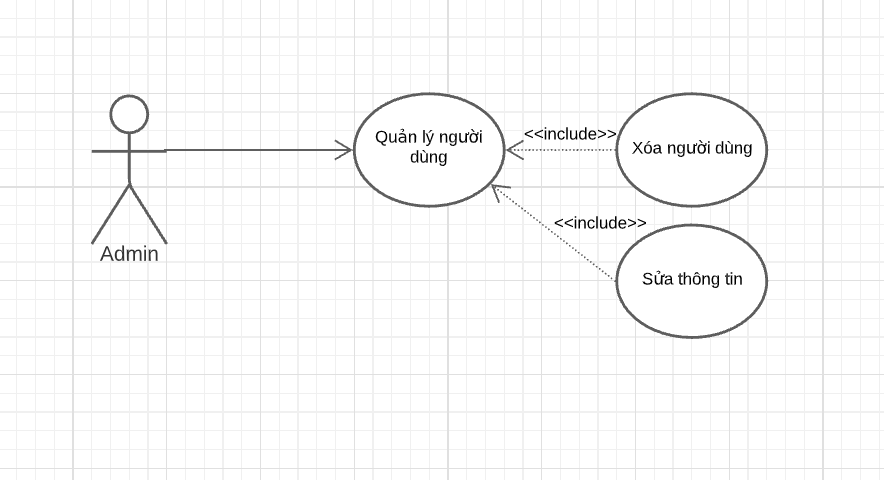 Quản lý người
dùng
<<include>>
Xóa người dùng
<<include>>
Sửa thông tin
Admin